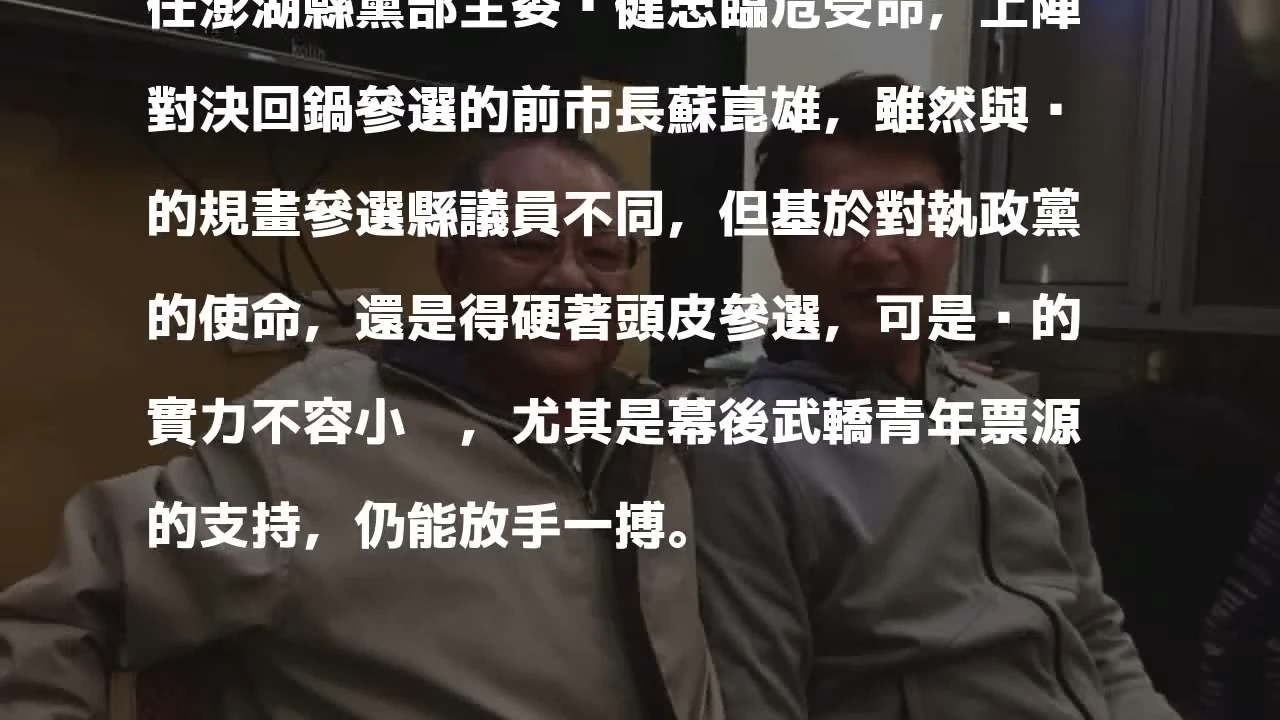 任澎湖縣黨部主委·健忠臨危受命，上陣
對決回鍋參選的前市長蘇崑雄，雖然與·
的規畫參選縣議員不同，但基於對執政黨
的使命，還是得硬著頭皮參選，可是·的
實力不容小　，尤其是幕後武轎青年票源
的支持，仍能放手一搏。
kolin